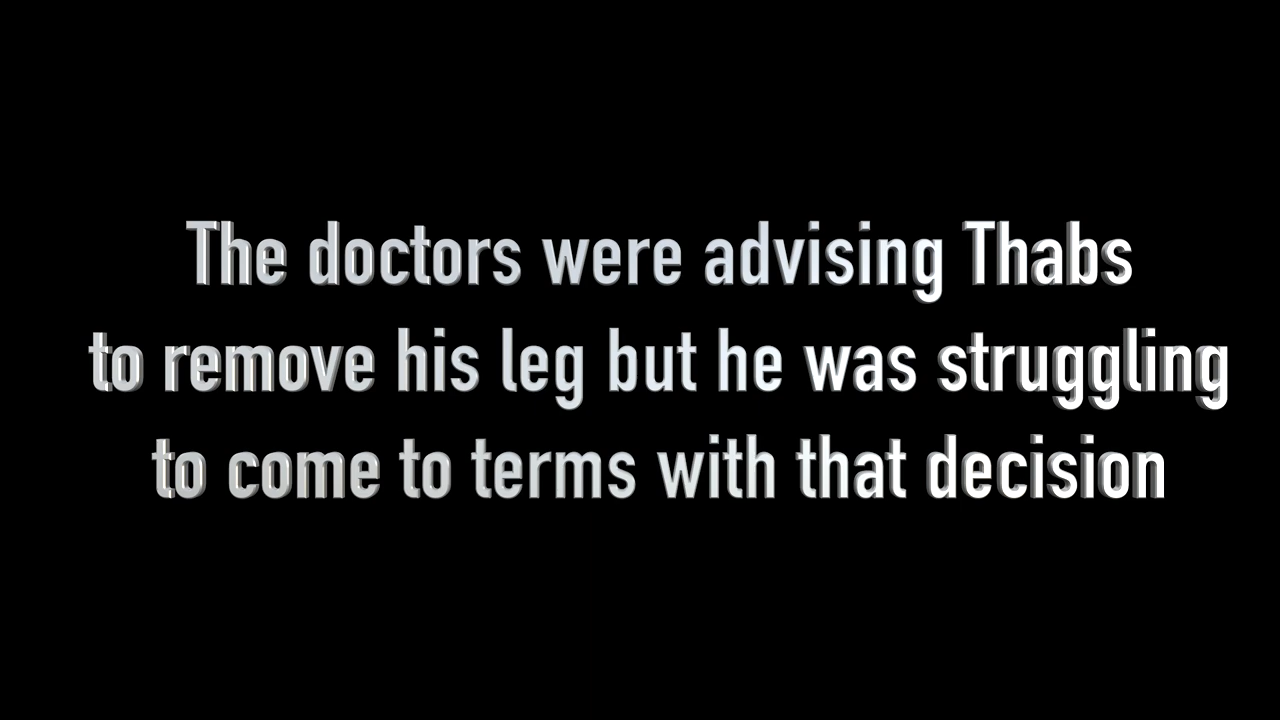 The doctors were advising Thabs
to remove his leg but he was struggling
to come to terms with that decision